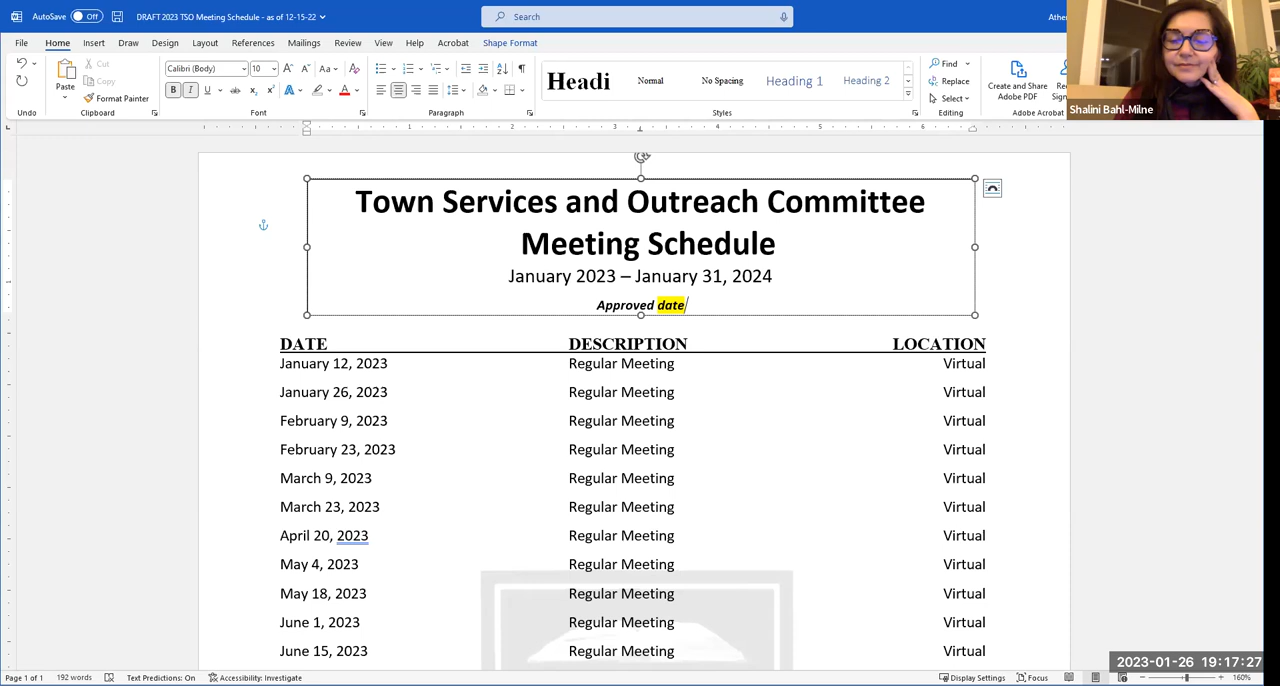 AutoSave Off DRAFT 2023 TSO Meeting Schedule - as of 12-15-22 Search
File Home Insert Draw Design Layout References Mailings Review View Help Acrobat Shape Format
Undo
Paste
Cut
Copy
Format Painter
Clipboard
Calibri (Body) 10
Font
Paragraph
Headi Normal No Spacing Heading 1 Heading 2
Styles
Find
Replace
Select
Editing
Create and Share
Adobe PDF
Adobe Acrobat
Shalini Bahl-Milne
Town Services and Outreach Committee
Meeting Schedule
January 2023 – January 31, 2024
Approved date
DATE DESCRIPTION LOCATION
January 12, 2023 Regular Meeting Virtual
January 26, 2023 Regular Meeting Virtual
February 9, 2023 Regular Meeting Virtual
February 23, 2023 Regular Meeting Virtual
March 9, 2023 Regular Meeting Virtual
March 23, 2023 Regular Meeting Virtual
April 20, 2023 Regular Meeting Virtual
May 4, 2023 Regular Meeting Virtual
May 18, 2023 Regular Meeting Virtual
June 1, 2023 Regular Meeting Virtual
June 15, 2023 Regular Meeting Virtual
2023-01-26 19:17:27
Page 1 of 1 192 words Text Predictions: On Accessibility: Investigate Display Settings Focus 160%